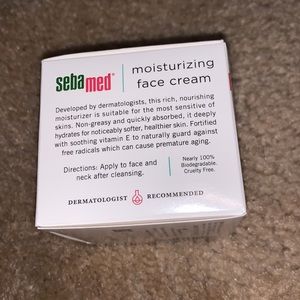 sebamed®
moisturizing
face cream
Developed by dermatologists, this rich, nourishing
moisturizer is suitable for the most sensitive of
skins. Non-greasy and quickly absorbed, it deeply
hydrates for noticeably softer, healthier skin. Fortified
with soothing vitamin E to naturally guard against
free radicals which can cause premature aging.
Directions: Apply to face and
neck after cleansing.
Nearly 100%
Biodegradable.
Cruelty Free.
DERMATOLOGIST RECOMMENDED